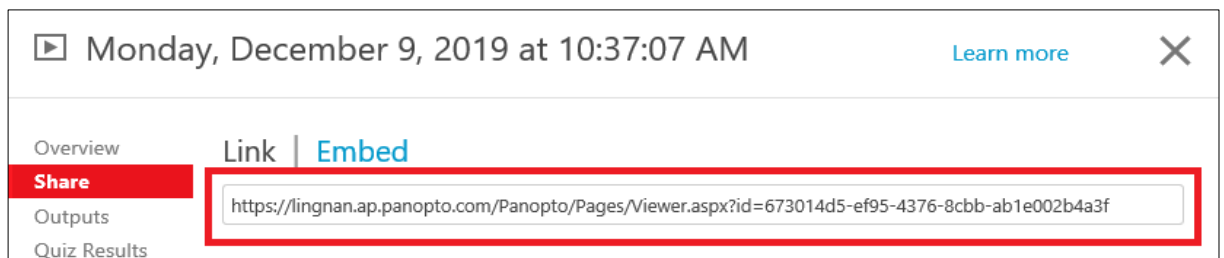 Monday, December 9, 2019 at 10:37:07 AM Learn more
Overview
Link | Embed
Share
https://lingnan.ap.panopto.com/Panopto/Pages/Viewer.aspx?id=673014d5-ef95-4376-8cbb-ab1e002b4a3f
Outputs
Quiz Results